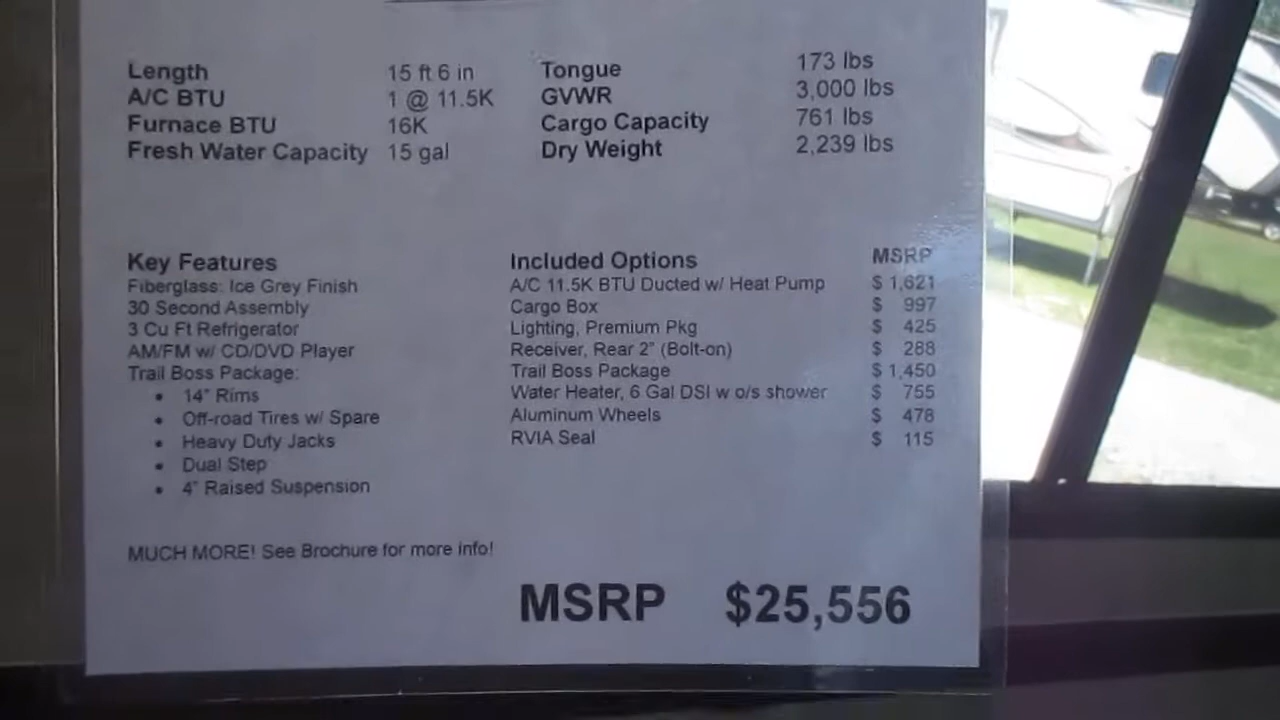 Length 15 ft 6 in Tongue 173 lbs
A/C BTU 1 @ 11.5K GVWR 3,000 lbs
Furnace BTU 16K Cargo Capacity 761 lbs
Fresh Water Capacity 15 gal Dry Weight 2,239 lbs
Key Features Included Options MSRP
Fiberglass: Ice Grey Finish A/C 11.5K BTU Ducted w/ Heat Pump $ 1,621
30 Second Assembly Cargo Box $ 997
3 Cu Ft Refrigerator Lighting, Premium Pkg $ 425
AM/FM w/ CD/DVD Player Receiver, Rear 2" (Bolt-on) $ 288
Trail Boss Package: Trail Boss Package $ 1,450
• 14" Rims Water Heater, 6 Gal DSI w o/s shower $ 755
• Off-road Tires w/ Spare Aluminum Wheels $ 478
• Heavy Duty Jacks RVIA Seal $ 115
• Dual Step
• 4" Raised Suspension
MUCH MORE! See Brochure for more info!
MSRP $25,556